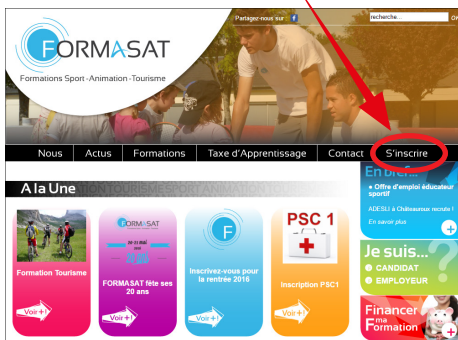 Partagez-nous sur :
recherche...
FORMASAT
Formations Sport-Animation-Tourisme
Nous
Actus
Formations
Taxe d'Apprentissage
Contact
S'inscrire
A la Une
En bref...
Offre d'emploi éducateur
sportif
ADESLI à Châteauroux recrute !
En savoir plus
Formation Tourisme
Voir+!
FORMASAT
20-21 mai
FORMASAT fête ses
20 ans
Voir+!
F
Inscrivez-vous pour
la rentrée 2016
Voir+!
PSC 1
Inscription PSC1
Voir+!
Je suis...
CANDIDAT
EMPLOYEUR
Financer
ma
Formation